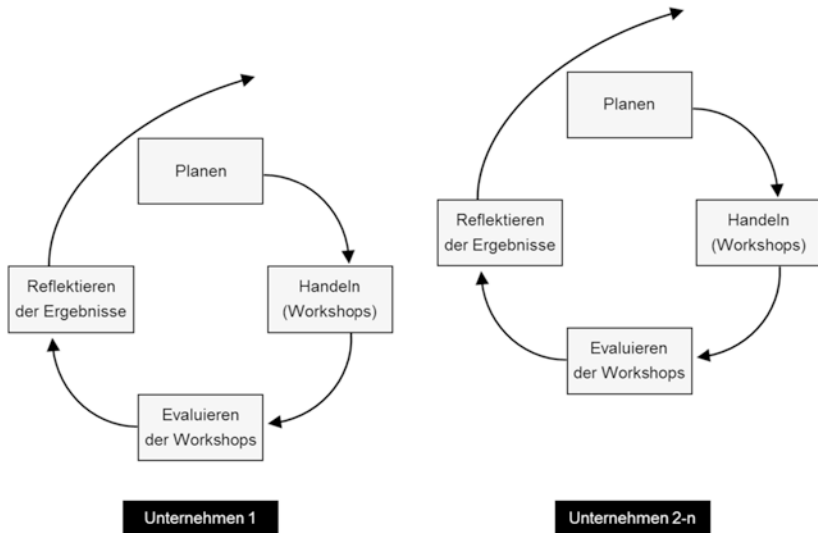 Planen
Handeln
(Workshops)
Evaluieren
der Workshops
Reflektieren
der Ergebnisse
Unternehmen 1
Planen
Handeln
(Workshops)
Evaluieren
der Workshops
Reflektieren
der Ergebnisse
Unternehmen 2-n